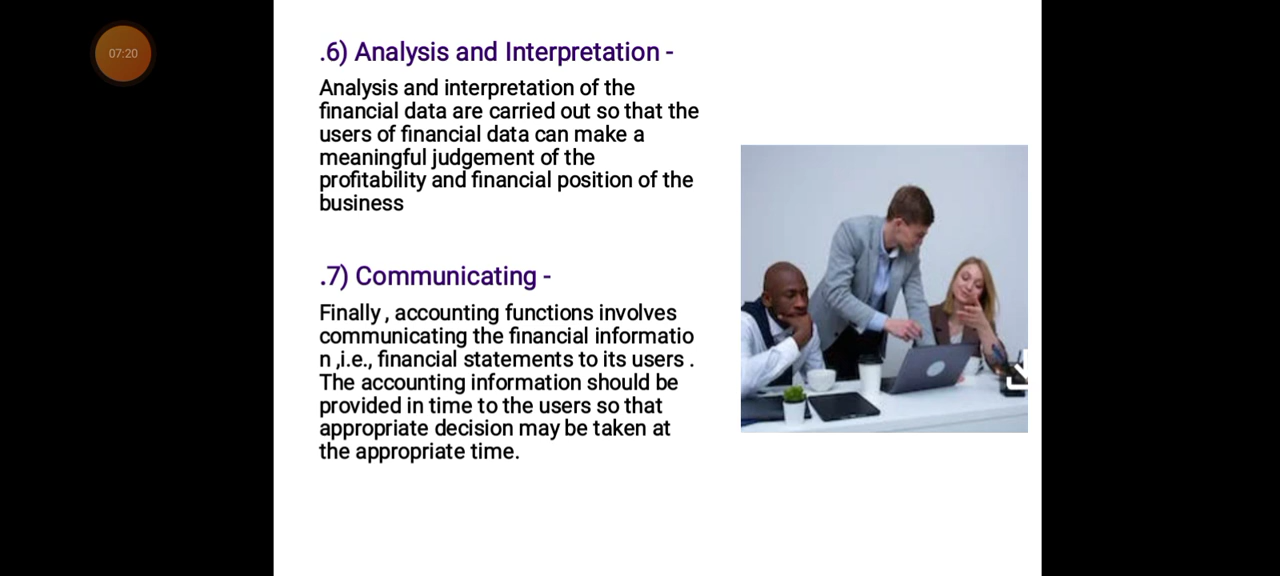 07:20
.6) Analysis and Interpretation -
Analysis and interpretation of the
financial data are carried out so that the
users of financial data can make a
meaningful judgement of the
profitability and financial position of the
business
.7) Communicating -
Finally , accounting functions involves
communicating the financial informatio
n ,i.e., financial statements to its users .
The accounting information should be
provided in time to the users so that
appropriate decision may be taken at
the appropriate time.